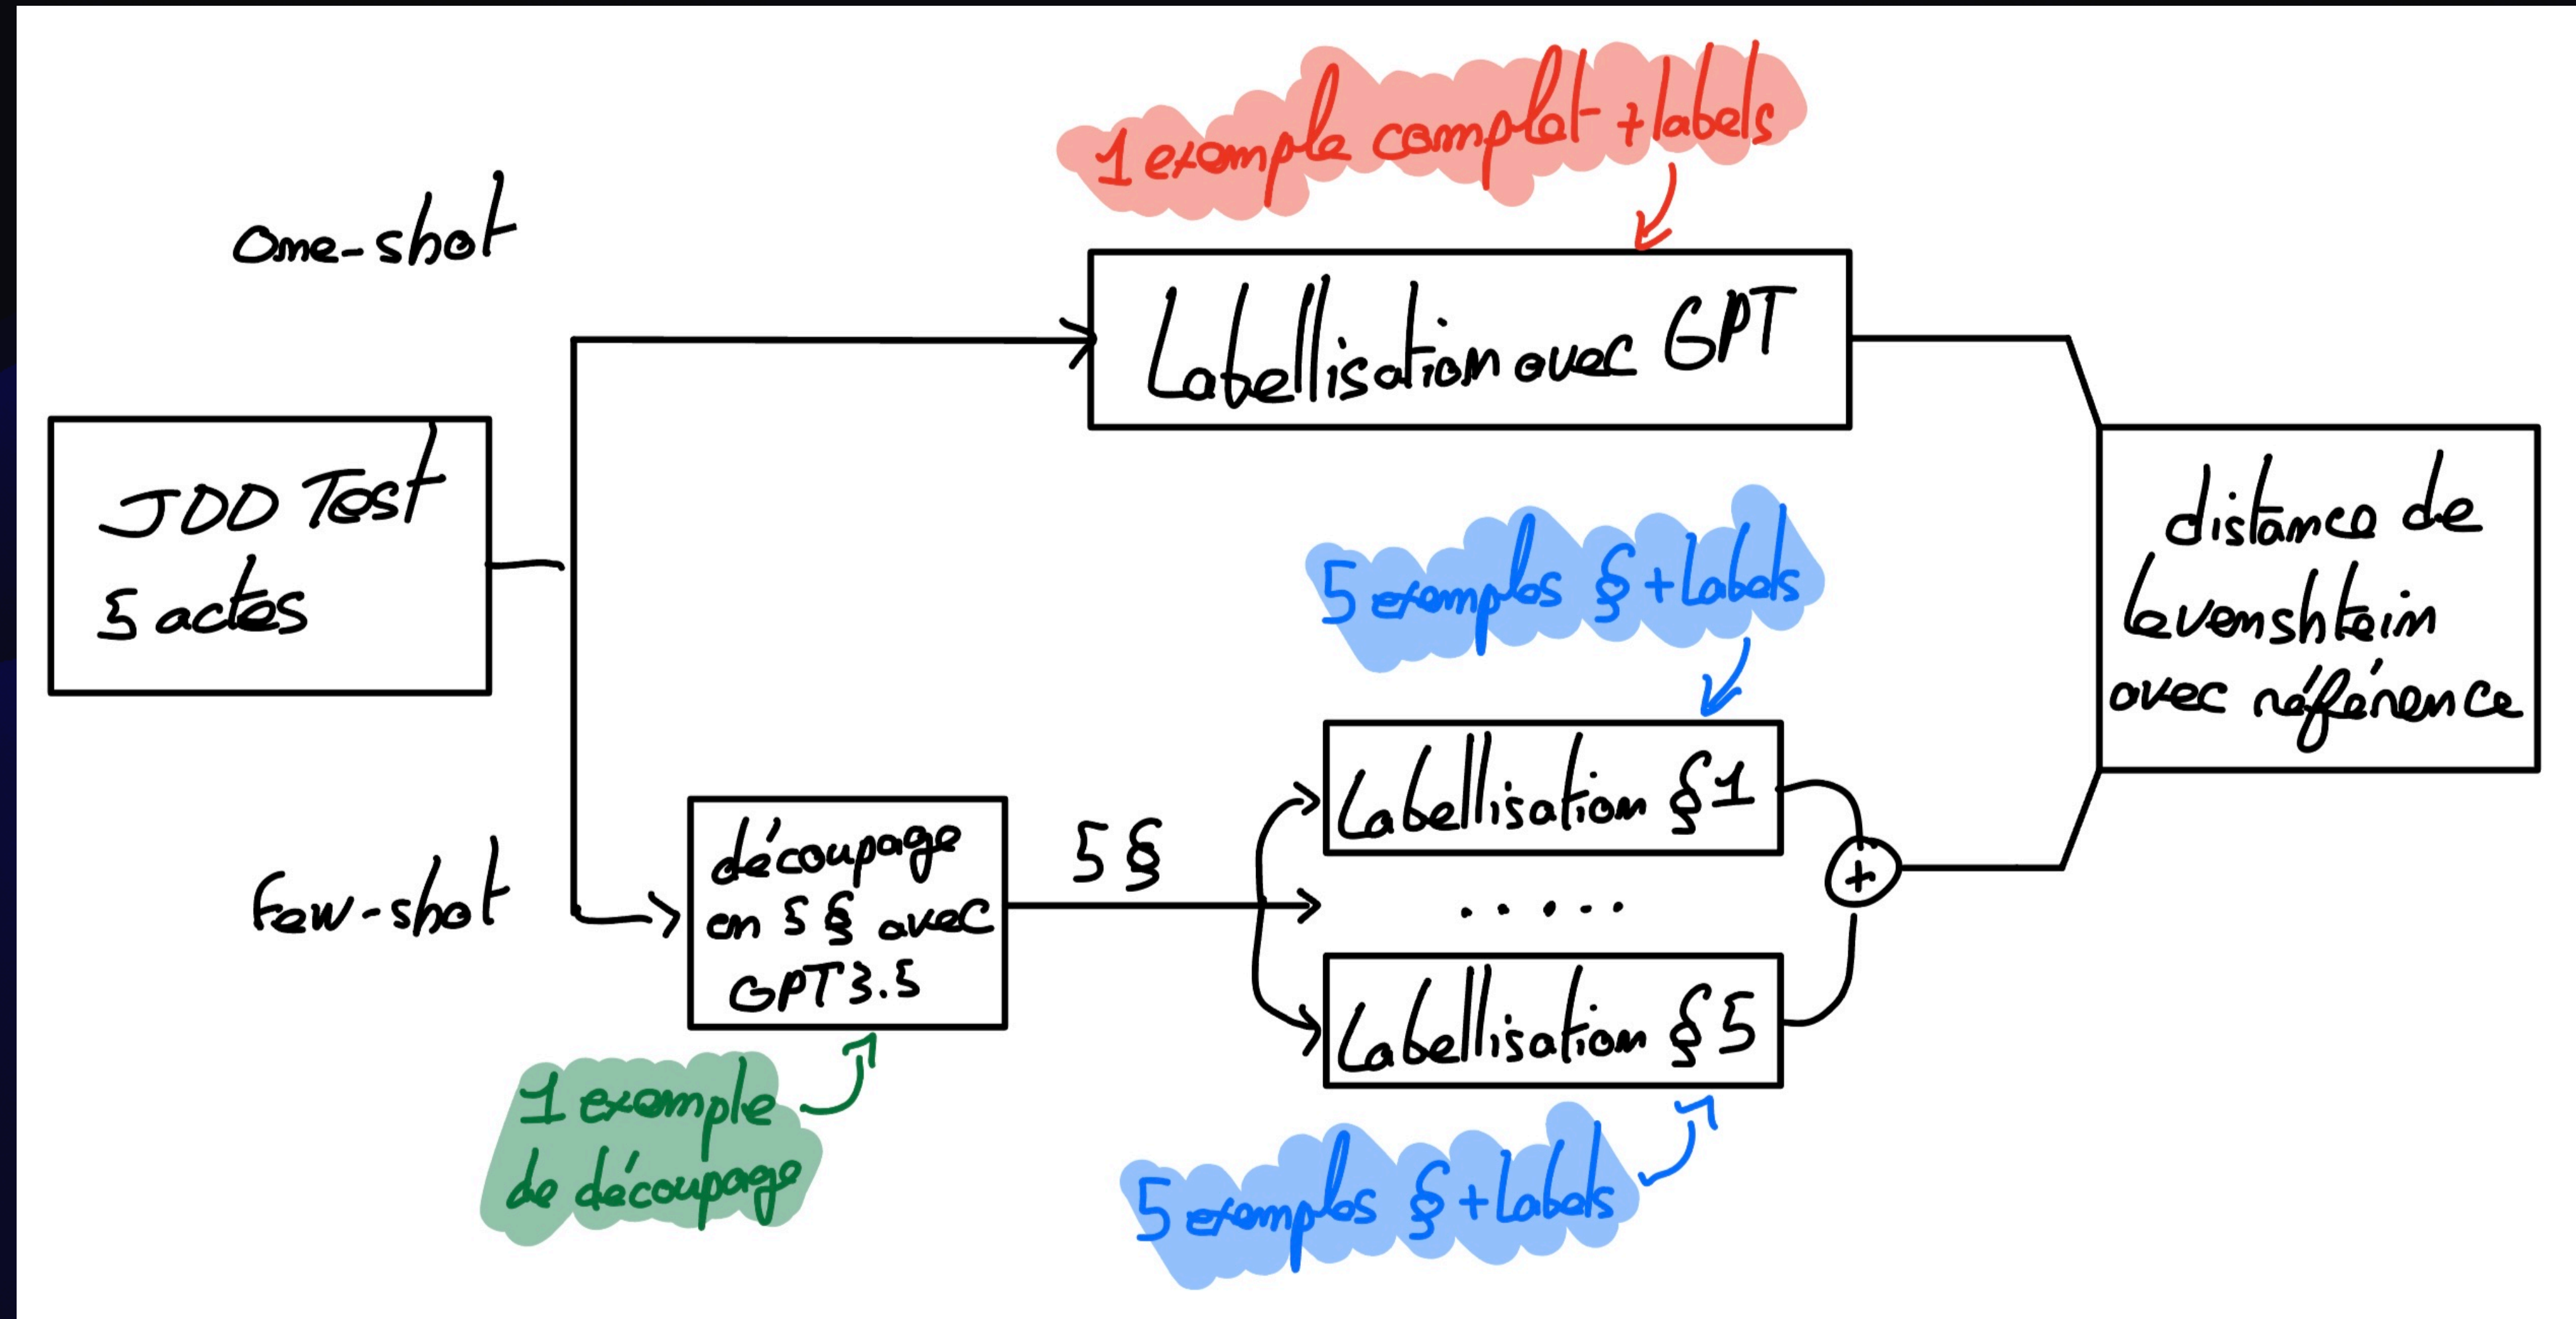 1 exemple complet + labels
one-shot
Labellisation avec GPT
JDD Test
5 actes
distance de
Levenshtein
avec référence
5 exemples § + Labels
Labellisation §1
découpage
en 5 § avec
GPT3.5
5 §
+
.....
few-shot
Labellisation §5
1 exemple
de découpage
5 exemples § + Labels